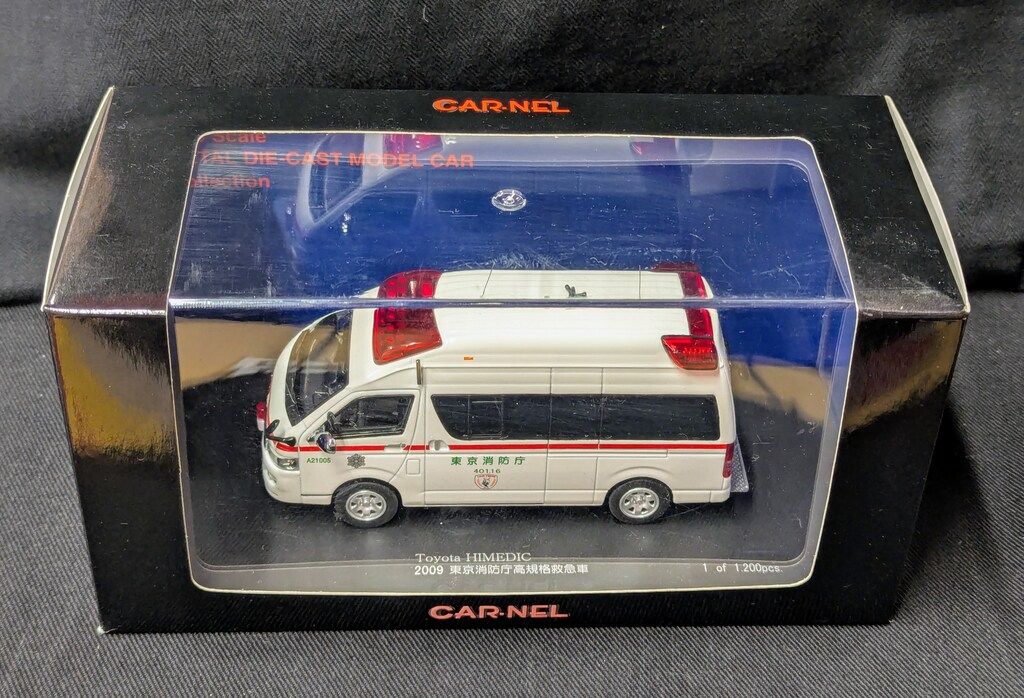 CAR·NEL
Scale
DIE-CAST MODEL CAR
A21005
東京消防庁
40116
Toyota HIMEDIC
2009 東京消防庁高規格救急車
1 of 1.200pcs.
CAR·NEL